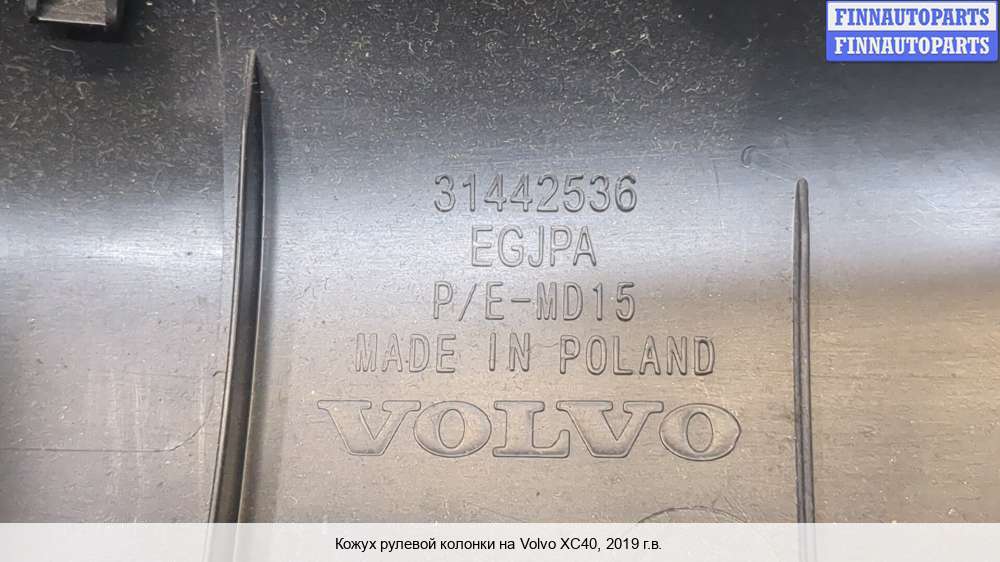 FINNAUTOPARTS
FINNAUTOPARTS
31442536
EGJPA
P/E-MD15
MADE IN POLAND
VOLVO
Кожух рулевой колонки на Volvo XC40, 2019 г.в.